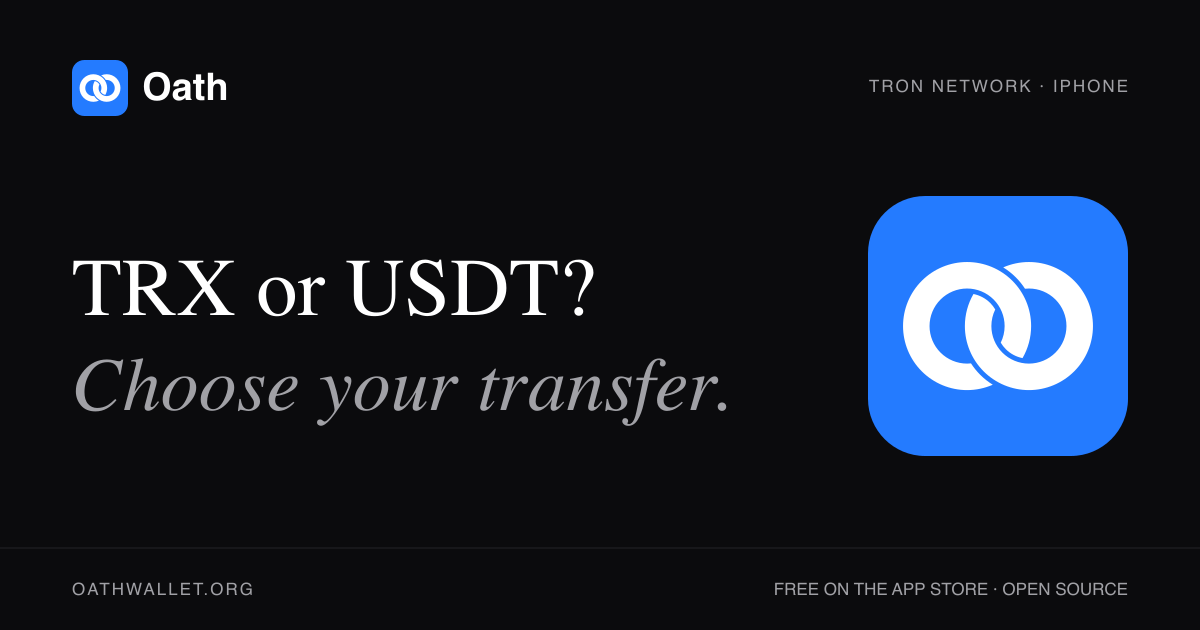 Oath
TRON NETWORK · IPHONE
TRX or USDT?
Choose your transfer.
OATHWALLET.ORG
FREE ON THE APP STORE · OPEN SOURCE